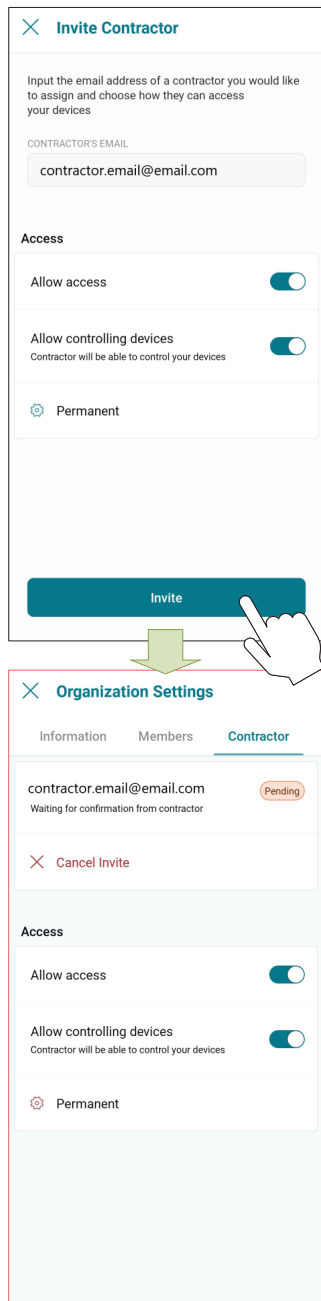 Invite Contractor
Input the email address of a contractor you would like
to assign and choose how they can access
your devices
CONTRACTOR'S EMAIL
contractor.email@email.com
Access
Allow access
Allow controlling devices
Contractor will be able to control your devices
Permanent
Invite
Organization Settings
Information Members Contractor
contractor.email@email.com Pending
Waiting for confirmation from contractor
Cancel Invite
Access
Allow access
Allow controlling devices
Contractor will be able to control your devices
Permanent